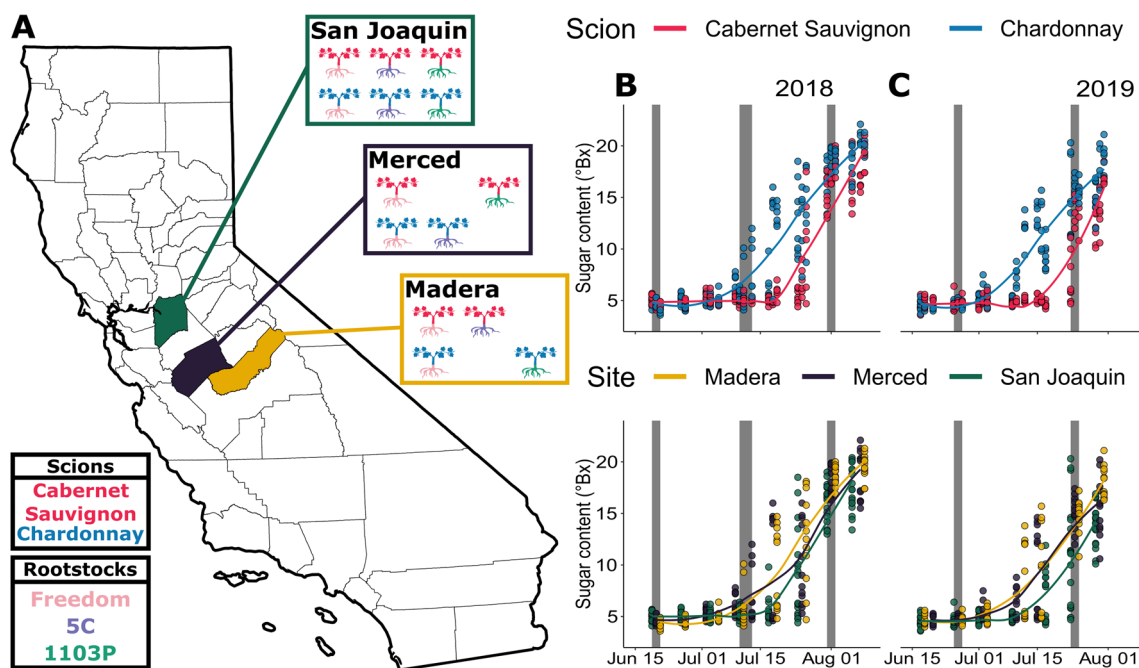 A
San Joaquin
Merced
Madera
Scions
Cabernet
Sauvignon
Chardonnay
Rootstocks
Freedom
5C
1103P
Scion Cabernet Sauvignon Chardonnay
B 2018
C 2019
Sugar content (°Bx)
20
15
10
5
Site Madera Merced San Joaquin
Sugar content (°Bx)
20
15
10
5
Jun 15 Jul 01 Jul 15 Aug 01
Jun 15 Jul 01 Jul 15 Aug 01